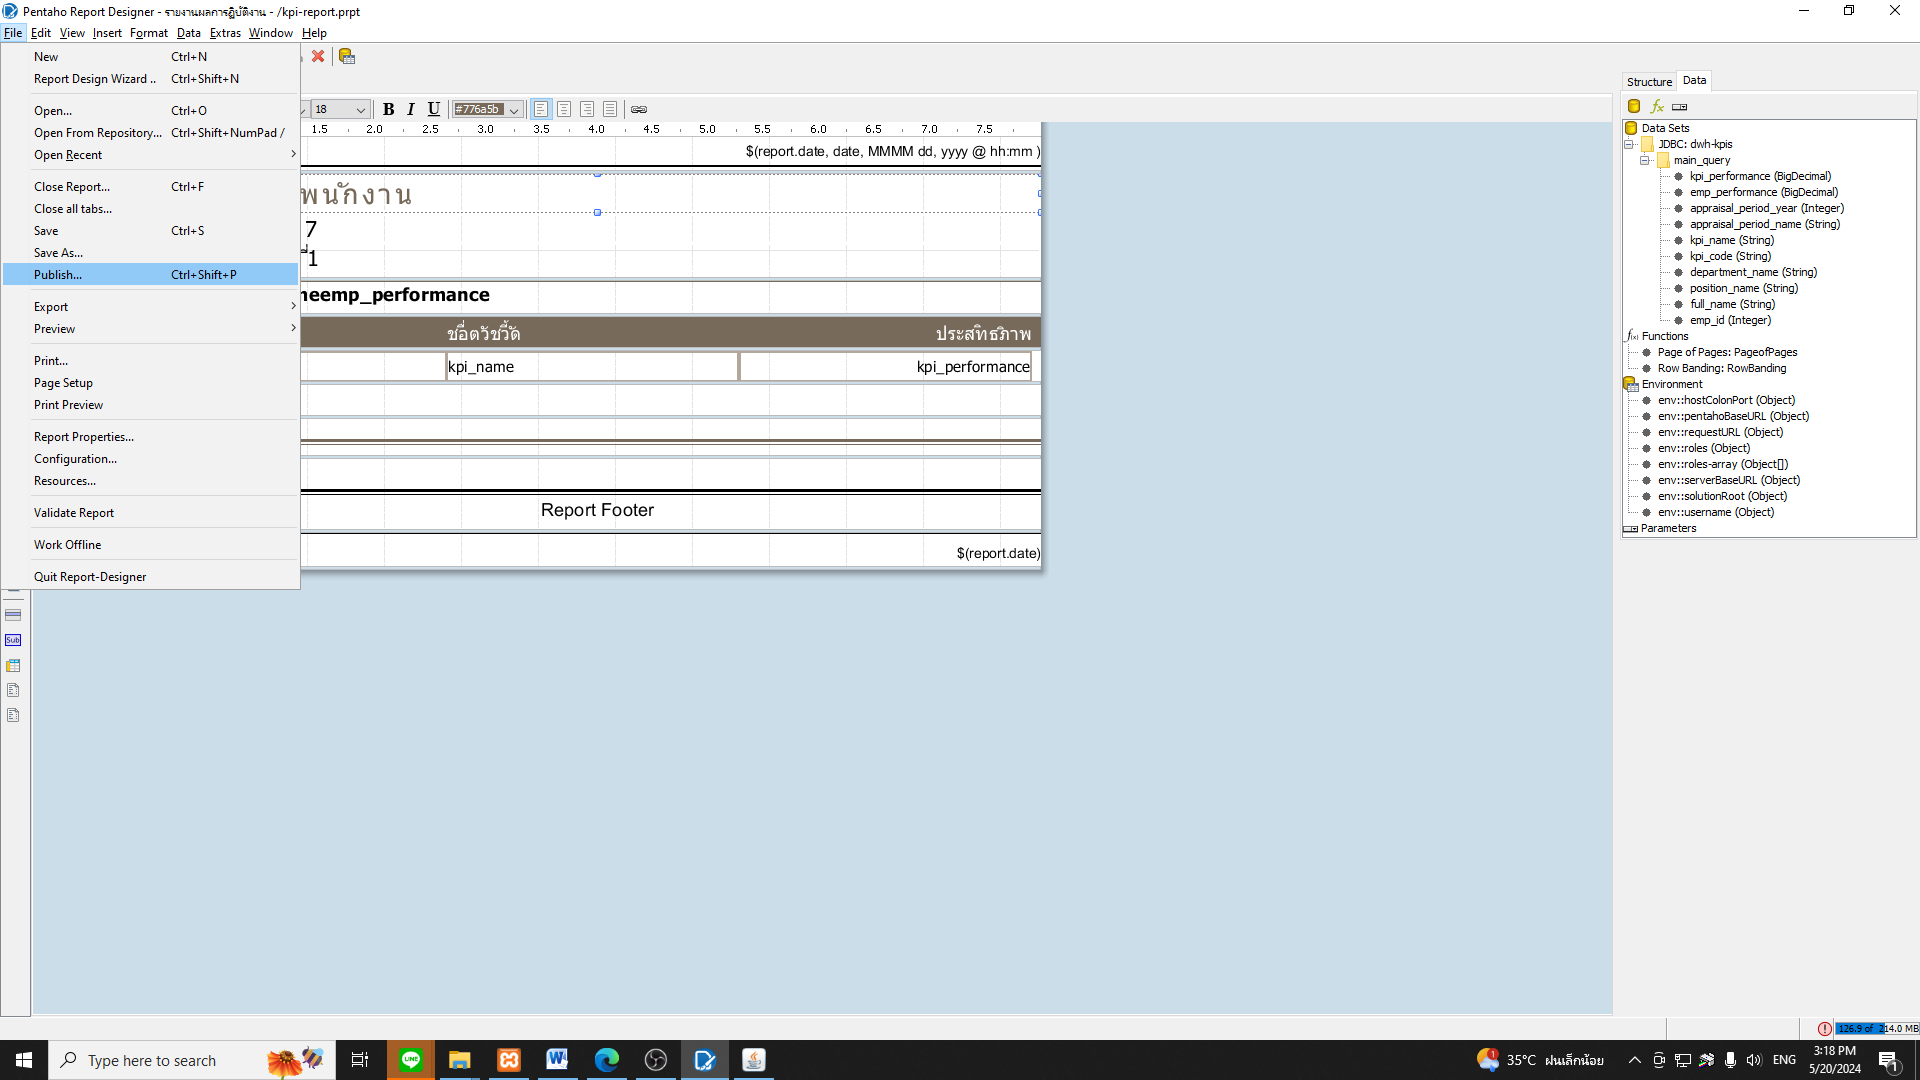 Pentaho Report Designer - รายงานผลการปฏิบัติงาน - /kpi-report.prpt
File Edit View Insert Format Data Extras Window Help
New Ctrl+N
Report Design Wizard .. Ctrl+Shift+N
Open... Ctrl+O
Open From Repository... Ctrl+Shift+NumPad /
Open Recent
Close Report... Ctrl+F
Close all tabs...
Save Ctrl+S
Save As...
Publish... Ctrl+Shift+P
Export
Preview
Print...
Page Setup
Print Preview
Report Properties...
Configuration...
Resources...
Validate Report
Work Offline
Quit Report-Designer
18 B I U #776a5b
1.5 2.0 2.5 3.0 3.5 4.0 4.5 5.0 5.5 6.0 6.5 7.0 7.5
$(report.date, date, MMMM dd, yyyy @ hh:mm )
พนักงาน
7
ที่1
neemp_performance
ชื่อตัวชี้วัด ประสิทธิภาพ
kpi_name kpi_performance
Report Footer
$(report.date)
Sub
Structure Data
Data Sets
JDBC: dwh-kpis
main_query
kpi_performance (BigDecimal)
emp_performance (BigDecimal)
appraisal_period_year (Integer)
appraisal_period_name (String)
kpi_name (String)
kpi_code (String)
department_name (String)
position_name (String)
full_name (String)
emp_id (Integer)
Functions
Page of Pages: PageofPages
Row Banding: RowBanding
Environment
env::hostColonPort (Object)
env::pentahoBaseURL (Object)
env::requestURL (Object)
env::roles (Object)
env::roles-array (Object[])
env::serverBaseURL (Object)
env::solutionRoot (Object)
env::username (Object)
Parameters
126.9 of 214.0 MB
Type here to search
LINE
1 35°C ฝนเล็กน้อย
ENG
3:18 PM
5/20/2024
1